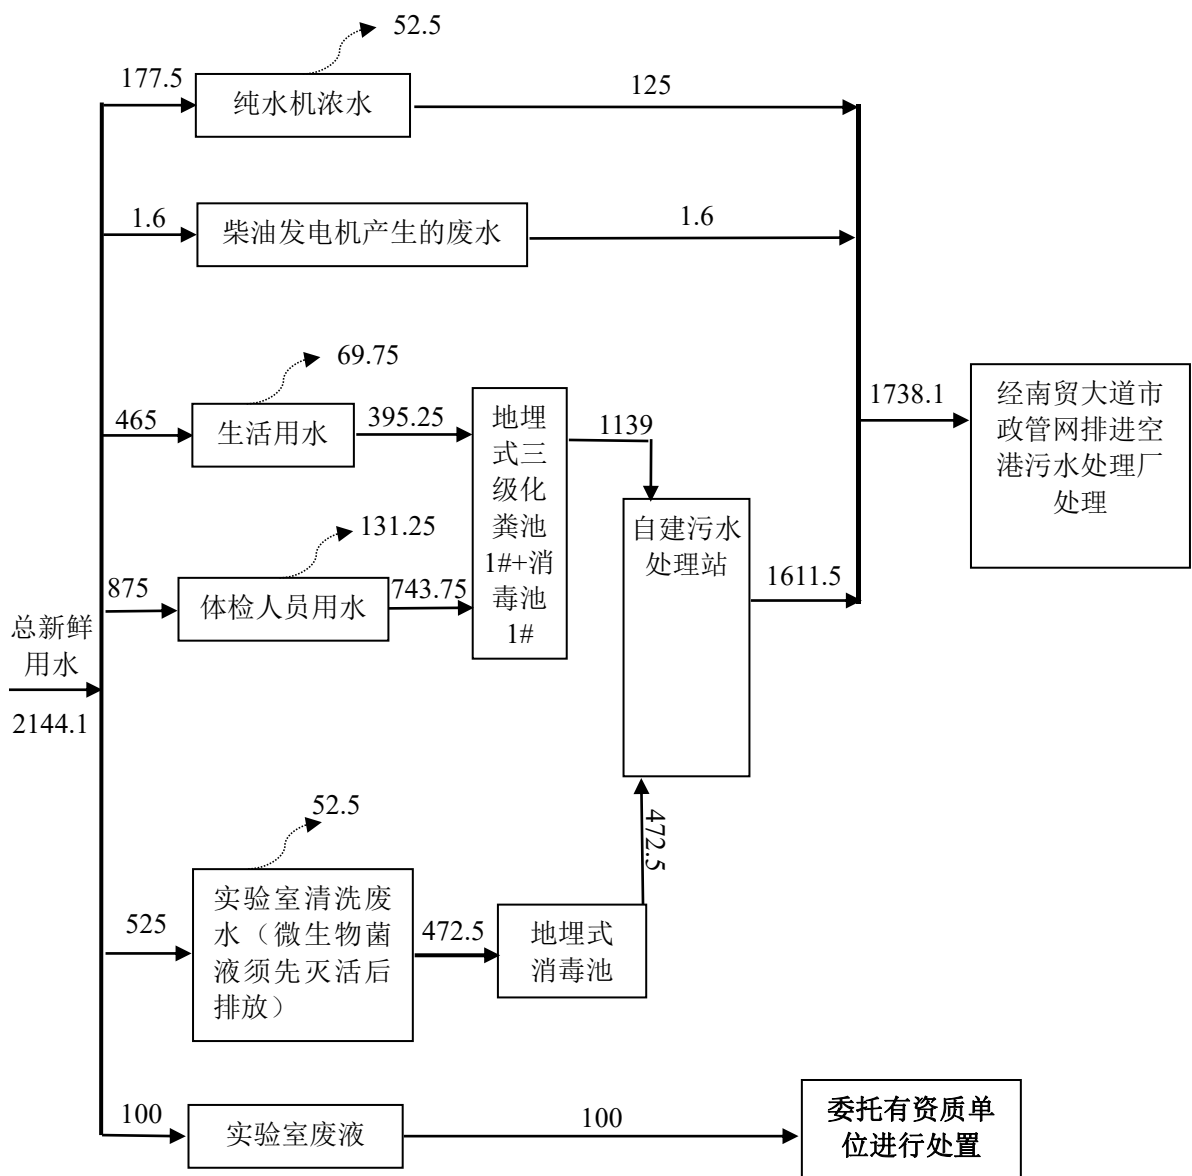 52.5
177.5
纯水机浓水
125
1.6
柴油发电机产生的废水
1.6
69.75
465
生活用水
395.25
地埋
式三
级化
粪池
1#+消
毒池
1#
1139
1738.1
经南贸大道市
政管网排进空
港污水处理厂
处理
131.25
875
体检人员用水
743.75
自建污水
处理站
1611.5
总新鲜
用水
2144.1
52.5
525
实验室清洗废
水（微生物菌
液须先灭活后
排放）
472.5
地埋式
消毒池
472.5
100
实验室废液
100
委托有资质单
位进行处置